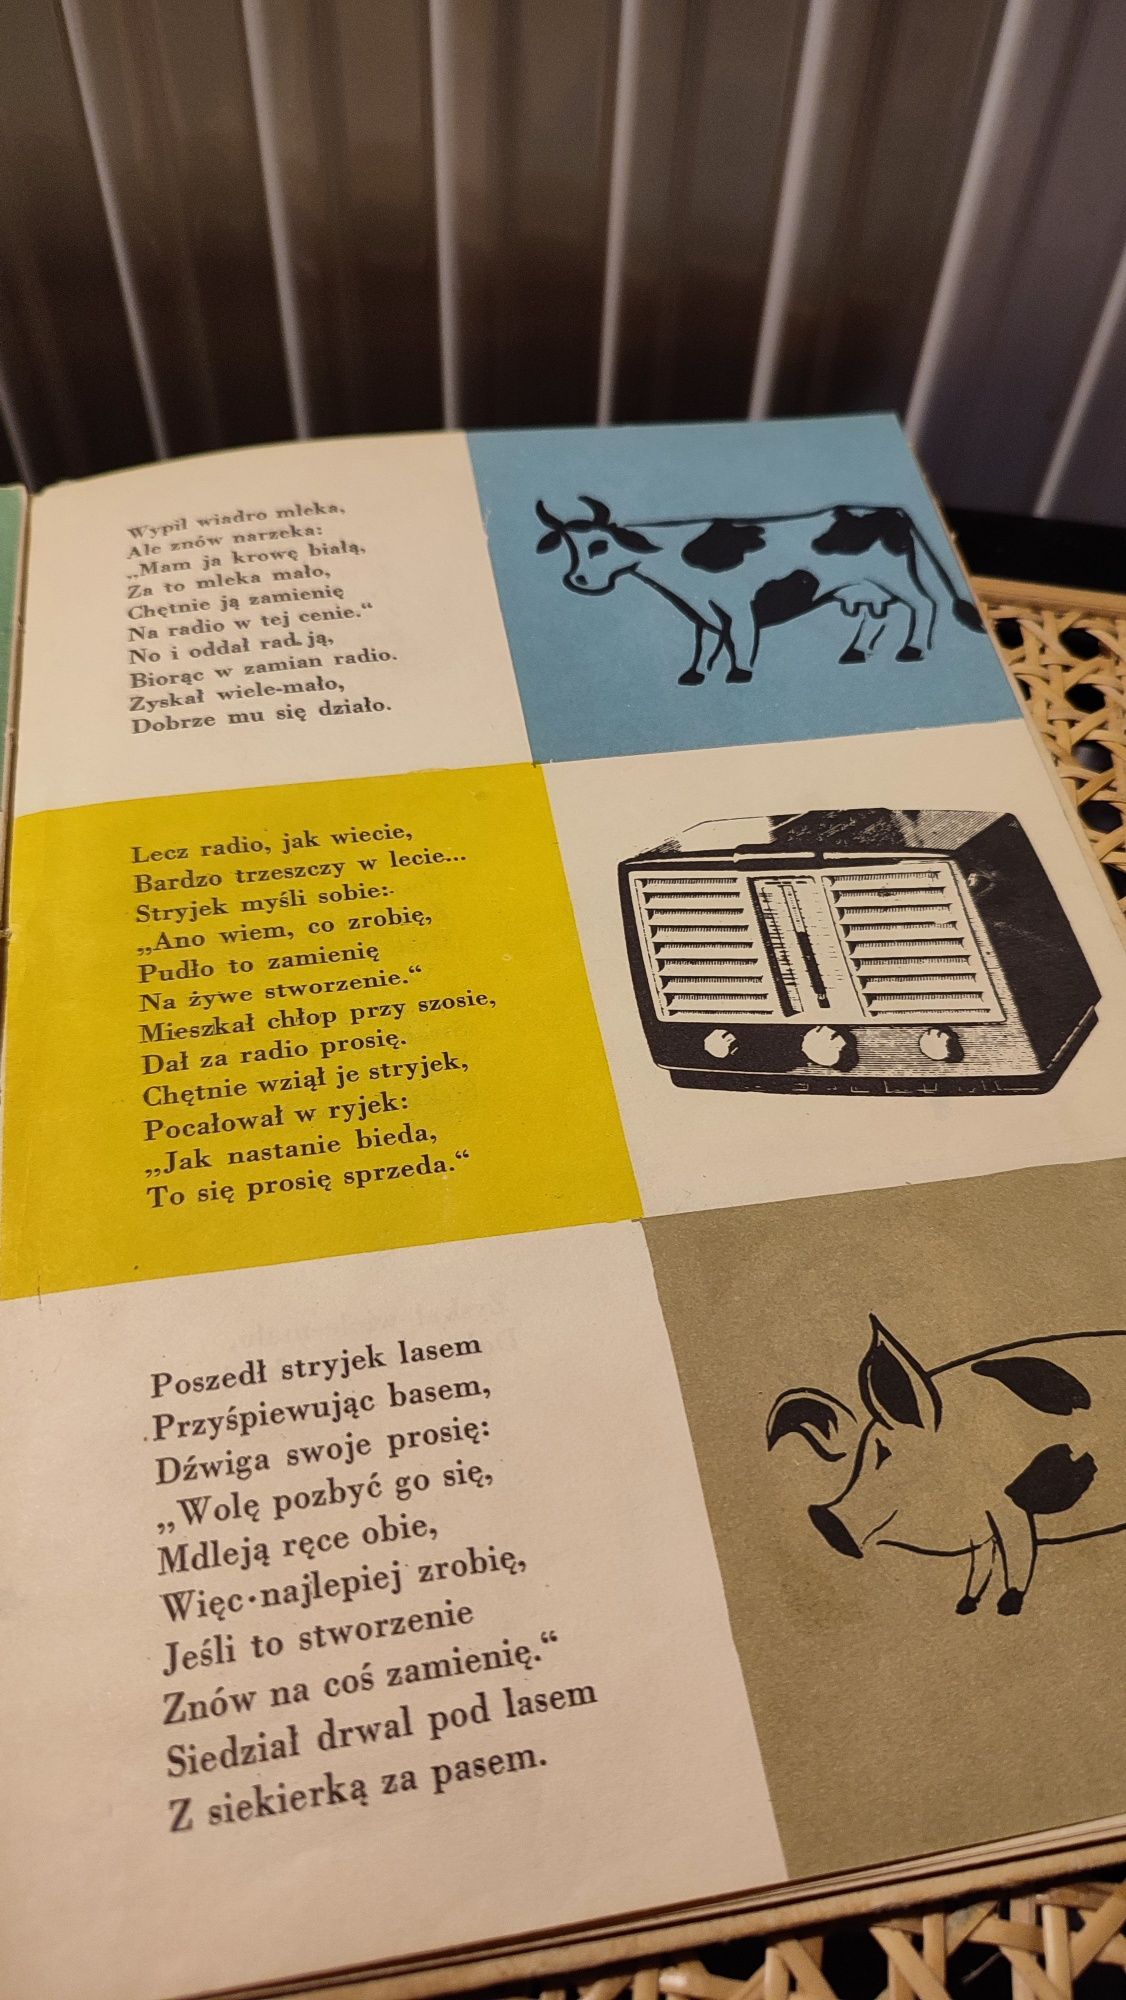 Wypił wiadro mleka,
Ale znów narzeka:
„Mam ja krowę białą,
Za to mleka mało,
Chętnie ją zamienię
Na radio w tej cenie.“
No i oddał rad ją,
Biorąc w zamian radio.
Zyskał wiele-mało,
Dobrze mu się działo.
Lecz radio, jak wiecie,
Bardzo trzeszczy w lecie...
Stryjek myśli sobie:
„Ano wiem, co zrobię,
Pudło to zamienię
Na żywe stworzenie.“
Mieszkał chłop przy szosie,
Dał za radio prosię.
Chętnie wziął je stryjek,
Pocałował w ryjek:
„Jak nastanie bieda,
To się prosię sprzeda.“
Poszedł stryjek lasem
Przyśpiewując basem,
Dźwiga swoje prosię:
„Wolę pozbyć go się,
Mdleją ręce obie,
Więc najlepiej zrobię,
Jeśli to stworzenie
Znów na coś zamienię.“
Siedział drwal pod lasem
Z siekierką za pasem.